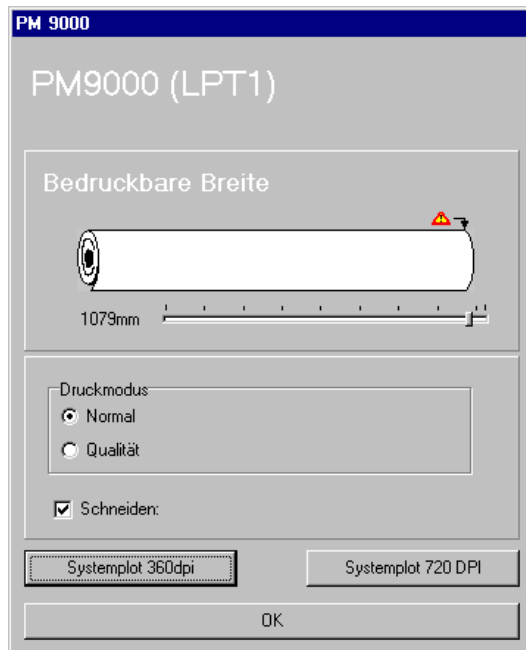 PM 9000
PM9000 (LPT1)
Bedruckbare Breite
1079mm
Druckmodus
Normal
Qualität
Schneiden:
Systemplot 360dpi
Systemplot 720 DPI
OK